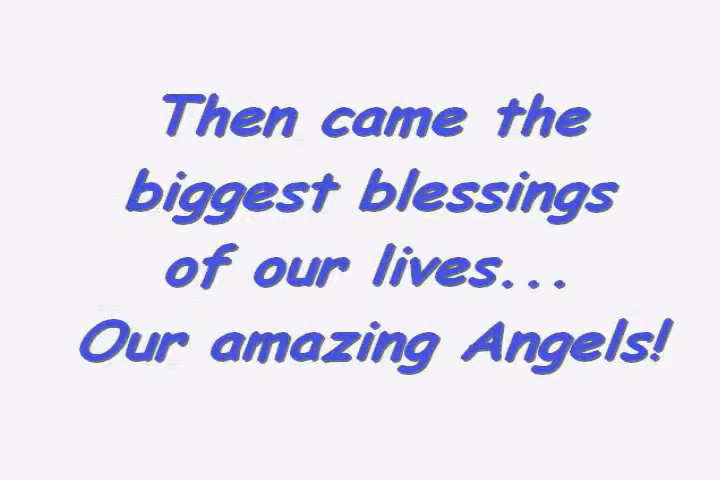 Then came the
biggest blessings
of our lives...
Our amazing Angels!